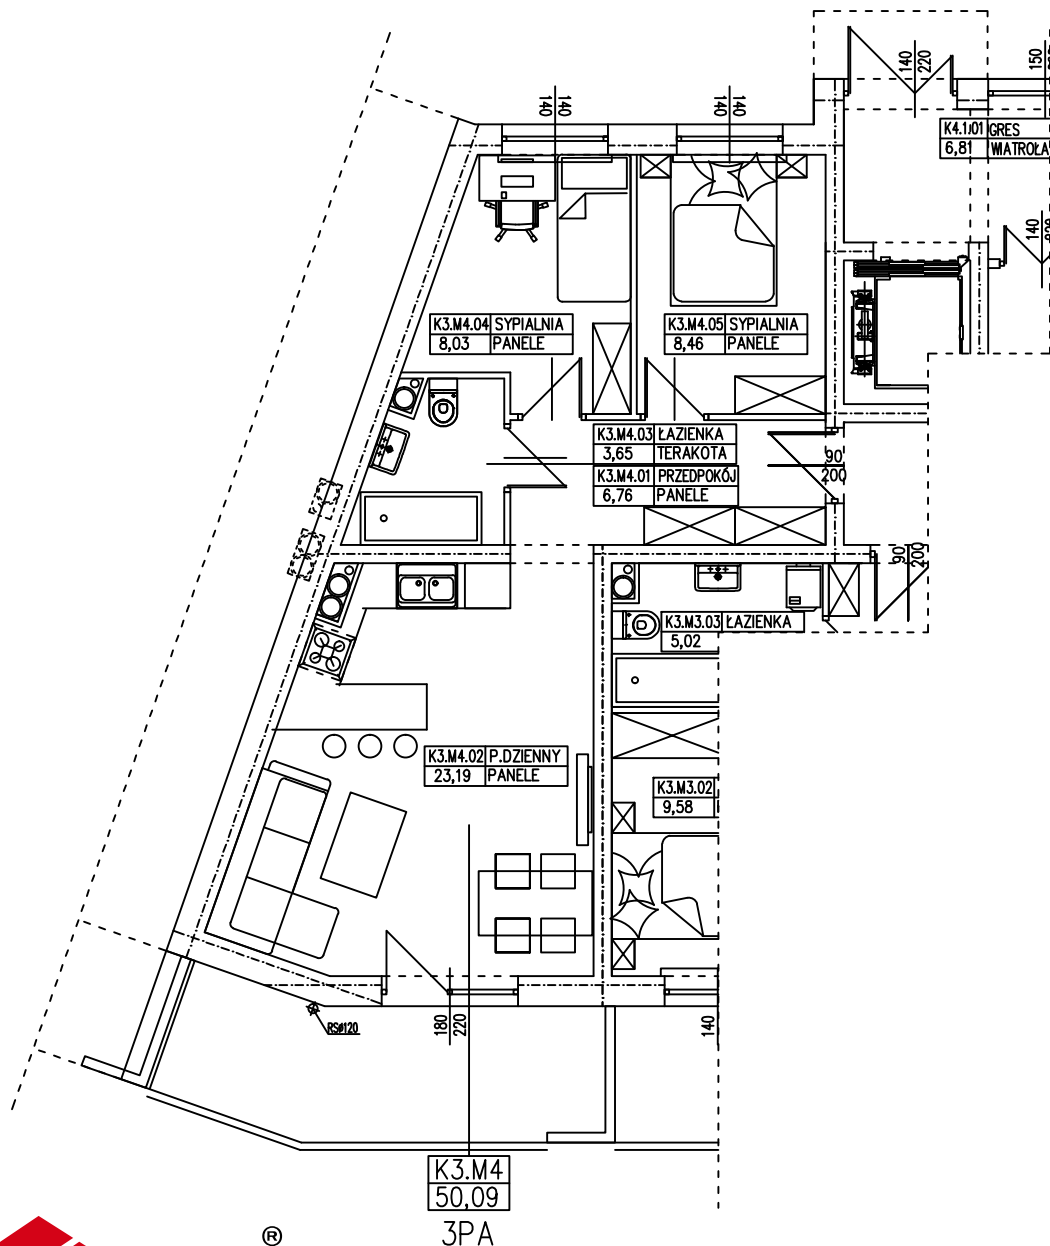 140
220
150
140
140
140
140
K4.1.01 GRES
6,81
140
K3.M4.04 SYPIALNIA
8,03 PANELE
K3.M4.05 SYPIALNIA
8,46 PANELE
K3.M4.03 ŁAZIENKA
3,65 TERAKOTA
K3.M4.01 PRZEDPOKÓJ
6,76 PANELE
90
200
90
200
K3.M3.03 ŁAZIENKA
5,02
K3.M4.02 P.DZIENNY
23,19 PANELE
K3.M3.02
9,58
RSø120
180
220
140
K3.M4
50,09
3PA
®